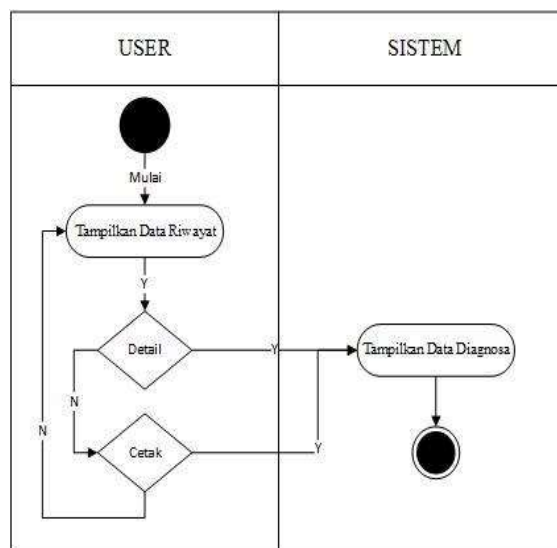 USER
SISTEM
Mulai
Tampilkan Data Riwayat
Y
Detail
Y
Tampilkan Data Diagnosa
N
N
Cetak
Y